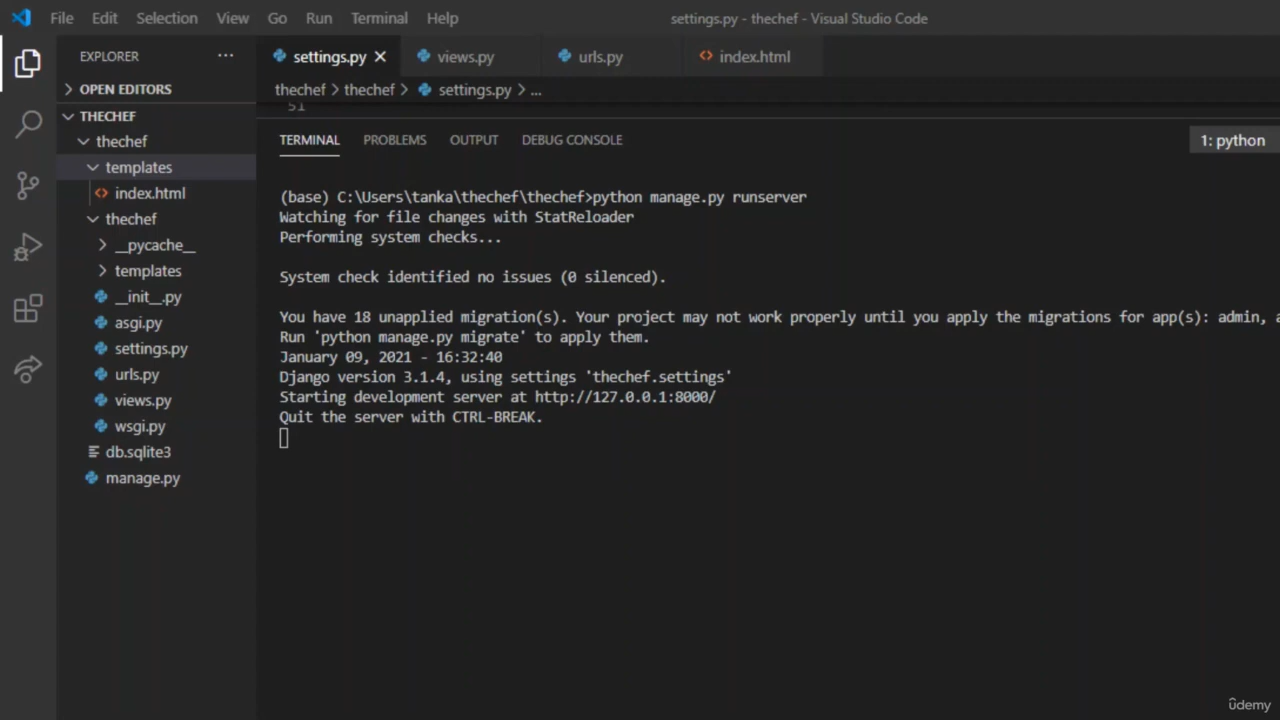 File Edit Selection View Go Run Terminal Help
settings.py - thechef - Visual Studio Code
EXPLORER
OPEN EDITORS
THECHEF
thechef
templates
index.html
thechef
__pycache__
templates
__init__.py
asgi.py
settings.py
urls.py
views.py
wsgi.py
db.sqlite3
manage.py
settings.py views.py urls.py index.html
thechef > thechef > settings.py > ...
51
TERMINAL PROBLEMS OUTPUT DEBUG CONSOLE
1: python
(base) C:\Users\tanka\thechef\thechef>python manage.py runserver
Watching for file changes with StatReloader
Performing system checks...
System check identified no issues (0 silenced).
You have 18 unapplied migration(s). Your project may not work properly until you apply the migrations for app(s): admin, a
Run 'python manage.py migrate' to apply them.
January 09, 2021 - 16:32:40
Django version 3.1.4, using settings 'thechef.settings'
Starting development server at http://127.0.0.1:8000/
Quit the server with CTRL-BREAK.
ûdemy